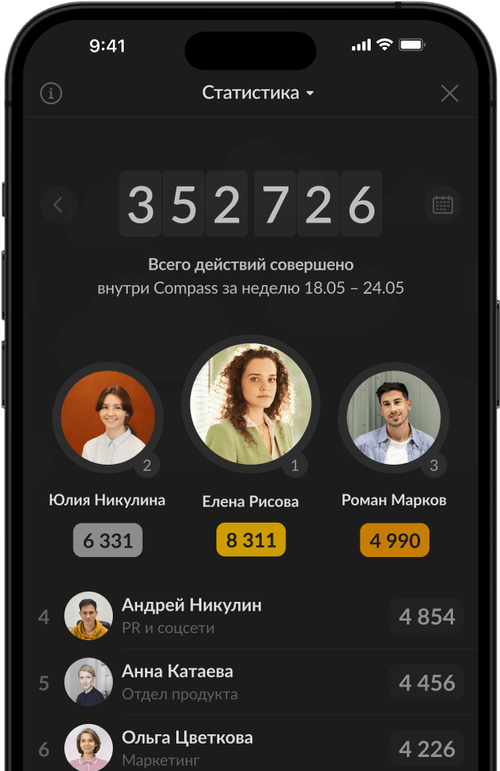 9:41
Статистика
352 726
Всего действий совершено
внутри Compass за неделю 18.05 – 24.05
2
1
3
Юлия Никулина
Елена Рисова
Роман Марков
6 331
8 311
4 990
4
Андрей Никулин
4 854
PR и соцсети
5
Анна Катаева
4 456
Отдел продукта
6
Ольга Цветкова
4 226
Маркетинг